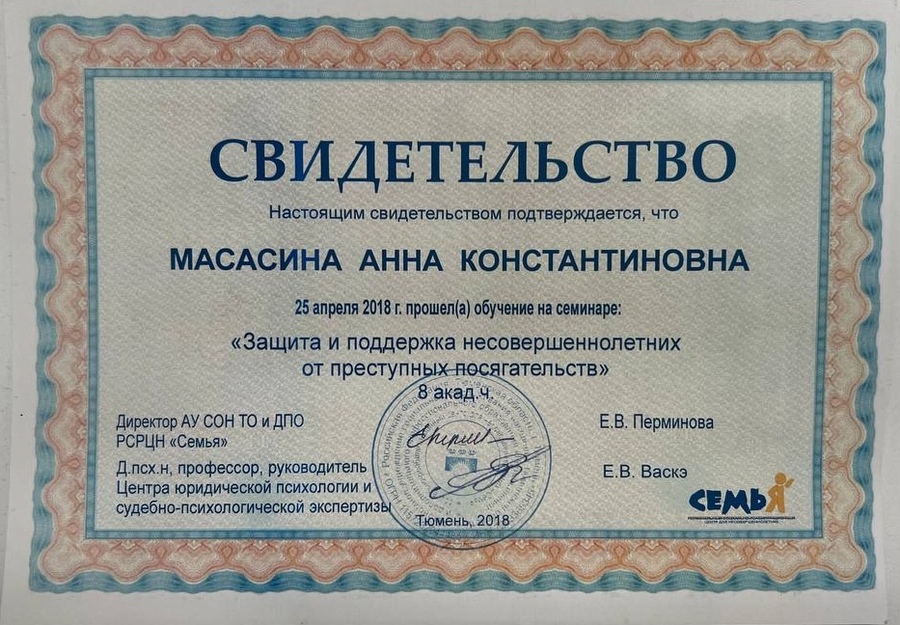 СВИДЕТЕЛЬСТВО
Настоящим свидетельством подтверждается, что
МАСАСИНА АННА КОНСТАНТИНОВНА
25 апреля 2018 г. прошел(а) обучение на семинаре:
«Защита и поддержка несовершеннолетних
от преступных посягательств»
8 акад.ч.
Директор АУ СОН ТО и ДПО
РСРЦН «Семья»
Е.В. Перминова
Д.псх.н, профессор, руководитель
Центра юридической психологии и
судебно-психологической экспертизы
Е.В. Васкэ
СЕМЬЯ
Тюмень, 2018